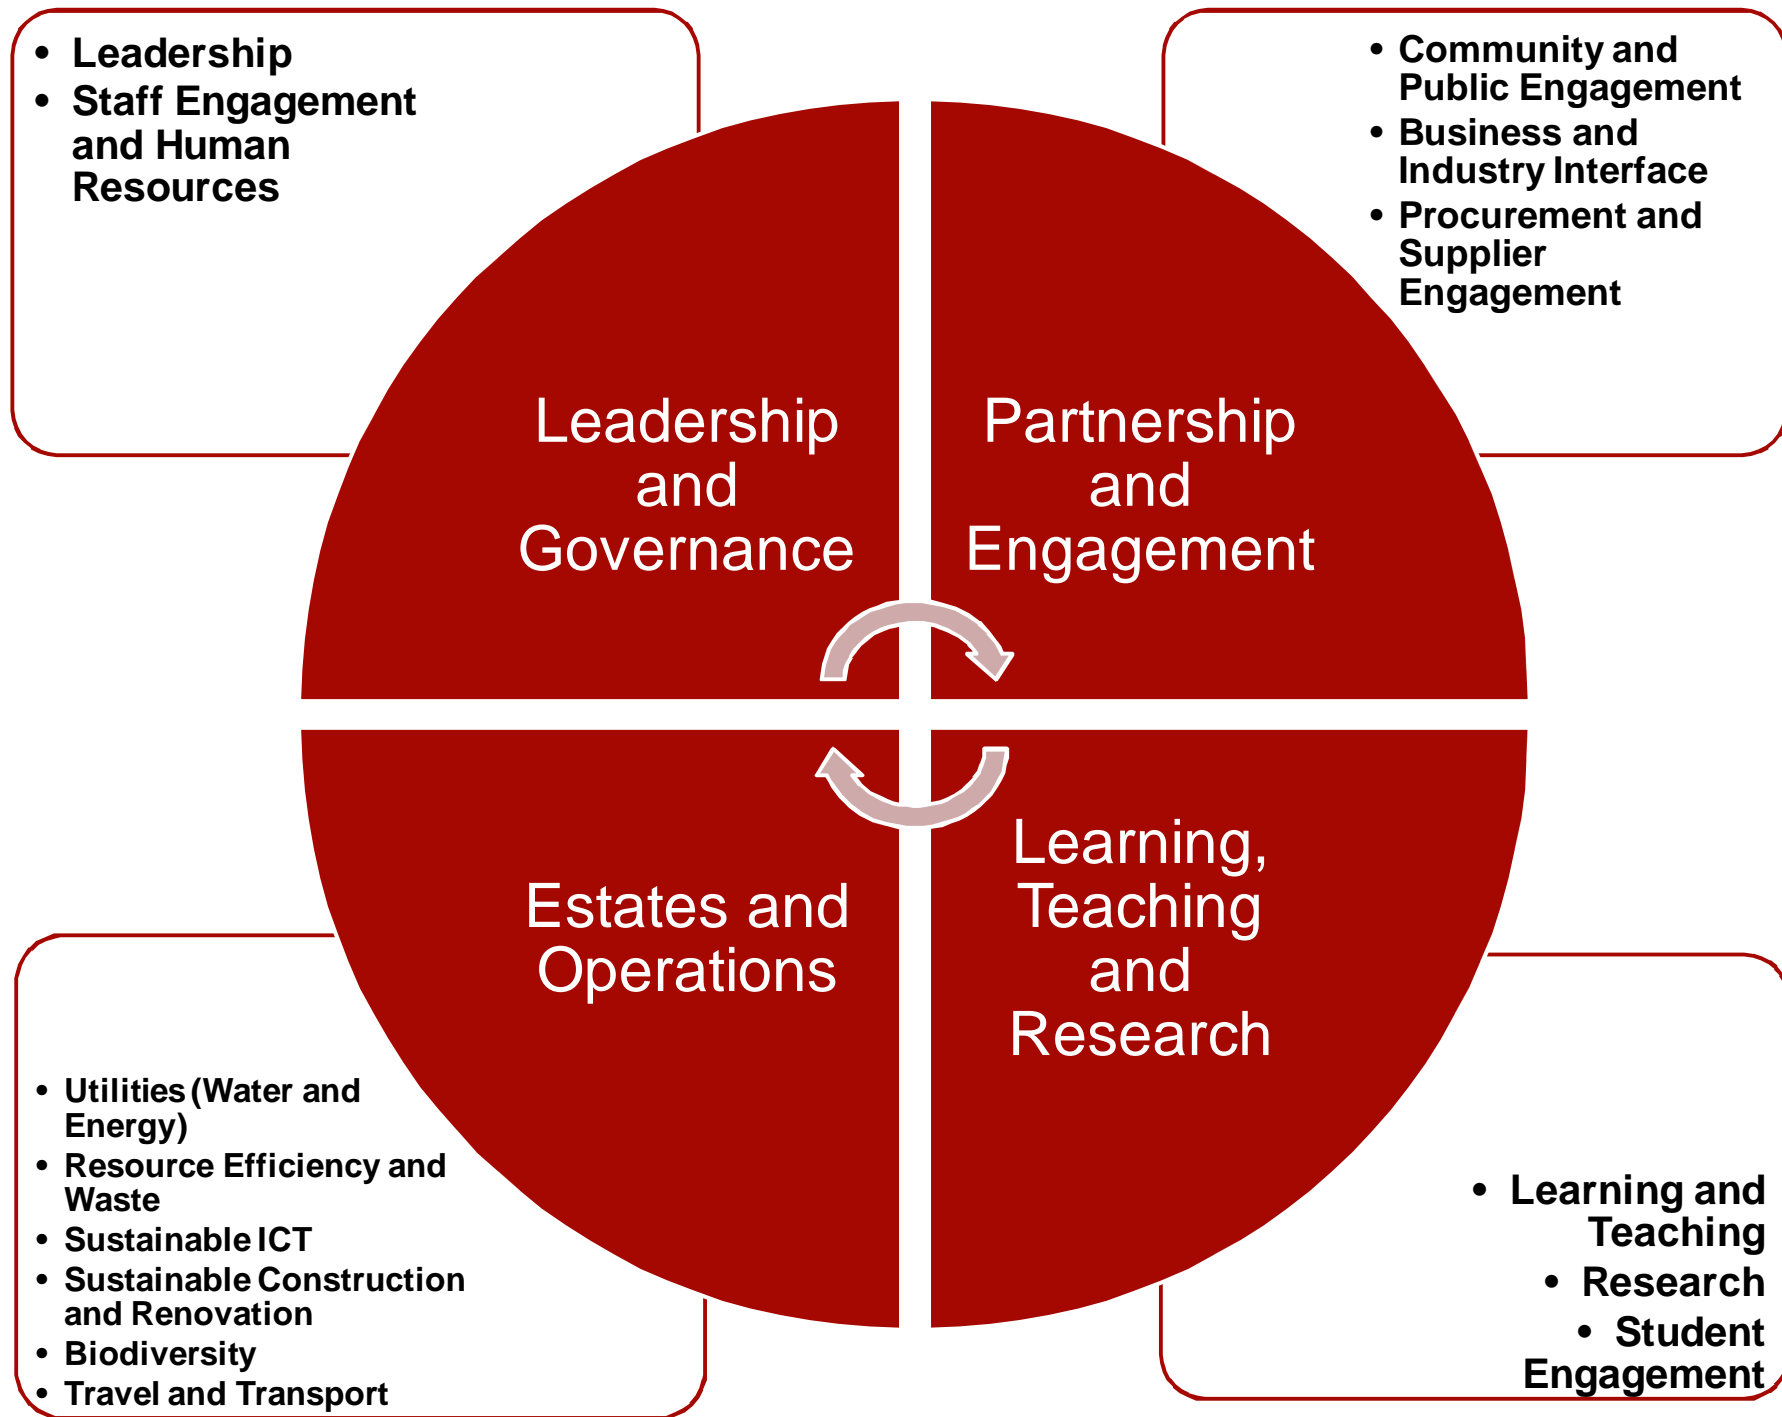 • Leadership
• Staff Engagement
and Human
Resources
• Community and
Public Engagement
• Business and
Industry Interface
• Procurement and
Supplier
Engagement
Leadership
and
Governance
Partnership
and
Engagement
Estates and
Operations
Learning,
Teaching
and
Research
• Utilities (Water and
Energy)
• Resource Efficiency and
Waste
• Sustainable ICT
• Sustainable Construction
and Renovation
• Biodiversity
• Travel and Transport
• Learning and
Teaching
• Research
• Student
Engagement